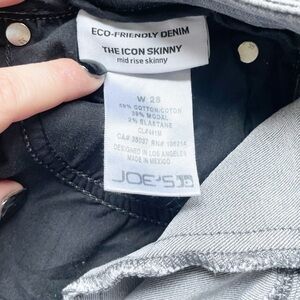 ECO-FRIENDLY DENIM
THE ICON SKINNY
mid rise skinny
W 28
59% COTTON/COTON
39% MODAL
2% ELASTANE
DESIGNED IN LOS ANGELES
MADE IN MEXICO
JOE'S